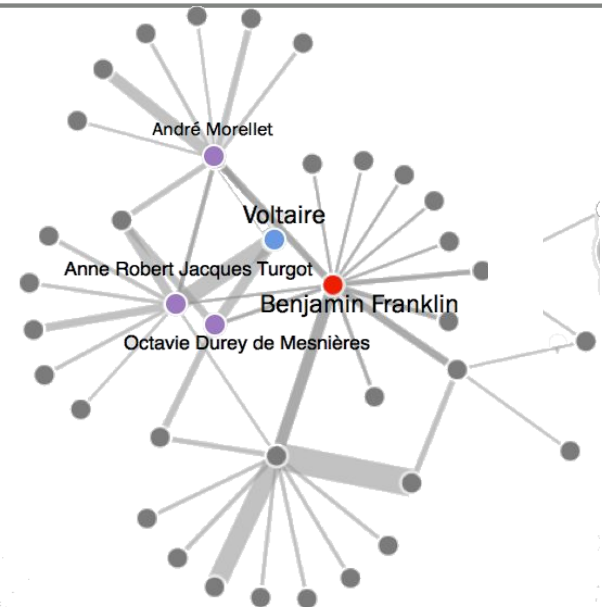 André Morellet
Voltaire
Anne Robert Jacques Turgot
Benjamin Franklin
Octavie Durey de Mesnières